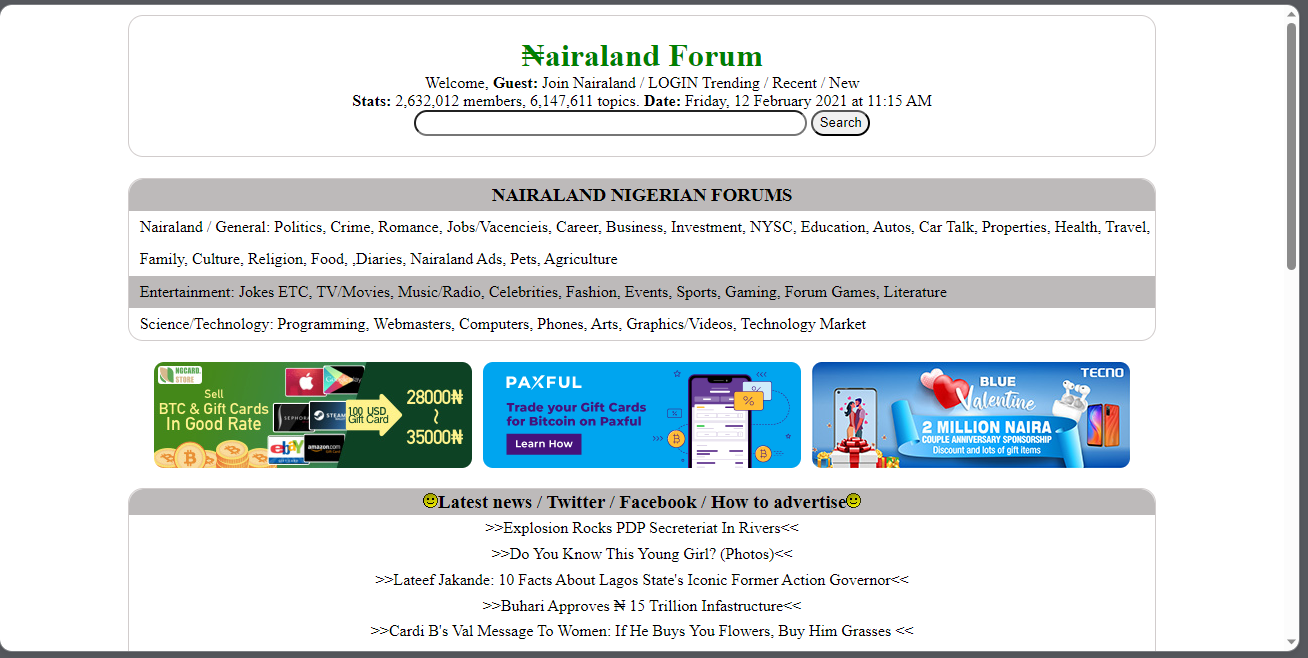 ₦airaland Forum
Welcome, Guest: Join Nairaland / LOGIN Trending / Recent / New
Stats: 2,632,012 members, 6,147,611 topics. Date: Friday, 12 February 2021 at 11:15 AM
Search
NAIRALAND NIGERIAN FORUMS
Nairaland / General: Politics, Crime, Romance, Jobs/Vacencieis, Career, Business, Investment, NYSC, Education, Autos, Car Talk, Properties, Health, Travel,
Family, Culture, Religion, Food, ,Diaries, Nairaland Ads, Pets, Agriculture
Entertainment: Jokes ETC, TV/Movies, Music/Radio, Celebrities, Fashion, Events, Sports, Gaming, Forum Games, Literature
Science/Technology: Programming, Webmasters, Computers, Phones, Arts, Graphics/Videos, Technology Market
NGCARD
STORE
Sell
BTC & Gift Cards
In Good Rate
Google Play
SEPHORA
STEAM
ebay
amazon.com
100 USD
Gift Card
28000₦
~
35000₦
PAXFUL
Trade your Gift Cards
for Bitcoin on Paxful
Learn How
TECNO
BLUE
Valentine
2 MILLION NAIRA
COUPLE ANNIVERSARY SPONSORSHIP
Discount and lots of gift items
Latest news / Twitter / Facebook / How to advertise
>>Explosion Rocks PDP Secreteriat In Rivers<<
>>Do You Know This Young Girl? (Photos)<<
>>Lateef Jakande: 10 Facts About Lagos State's Iconic Former Action Governor<<
>>Buhari Approves ₦ 15 Trillion Infastructure<<
>>Cardi B's Val Message To Women: If He Buys You Flowers, Buy Him Grasses <<